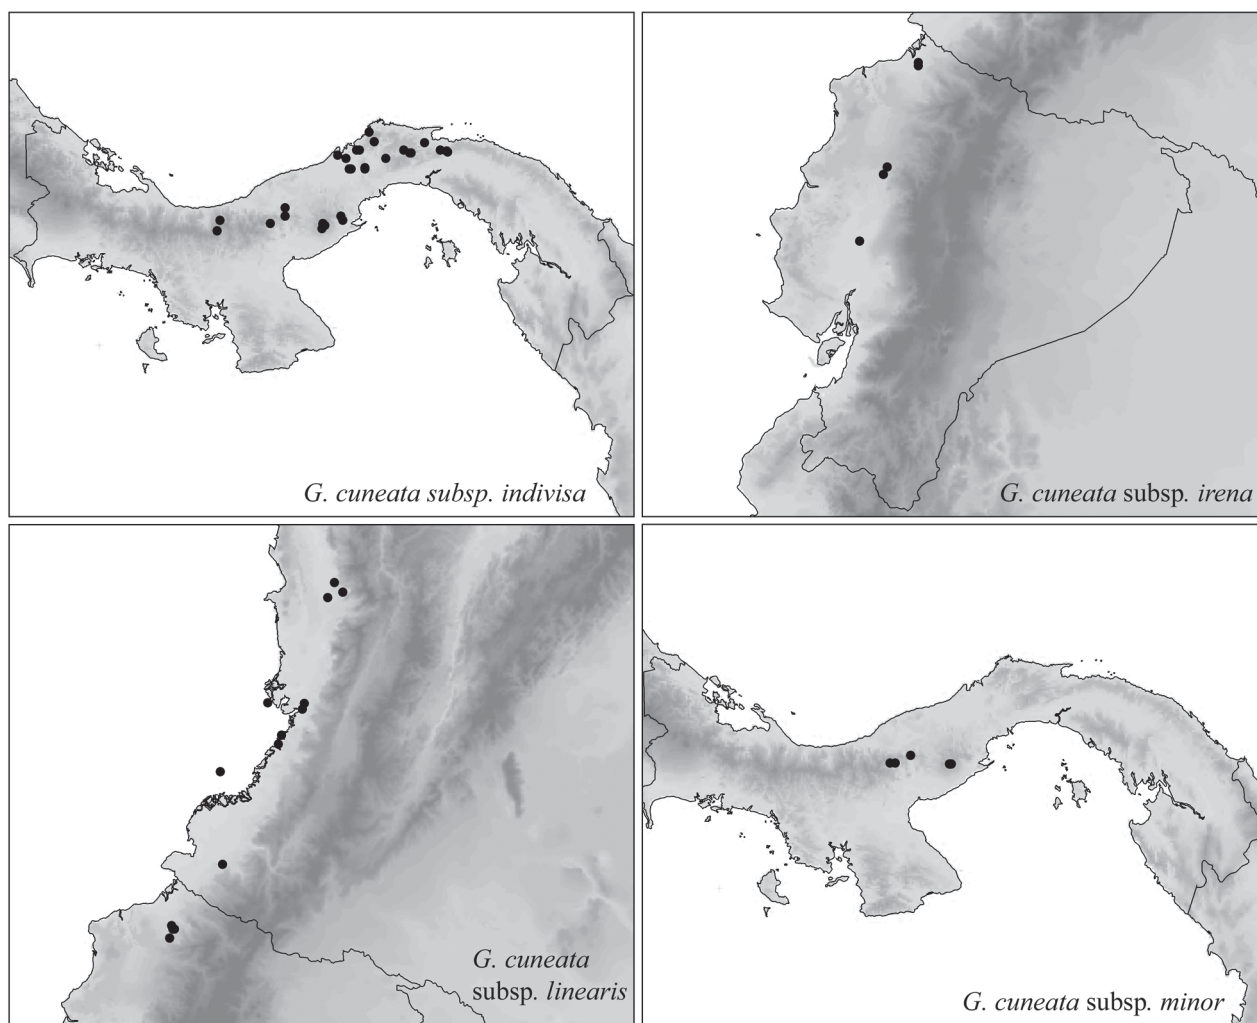 G. cuneata subsp. indivisa
G. cuneata subsp. irena
G. cuneata
subsp. linearis
G. cuneata subsp. minor